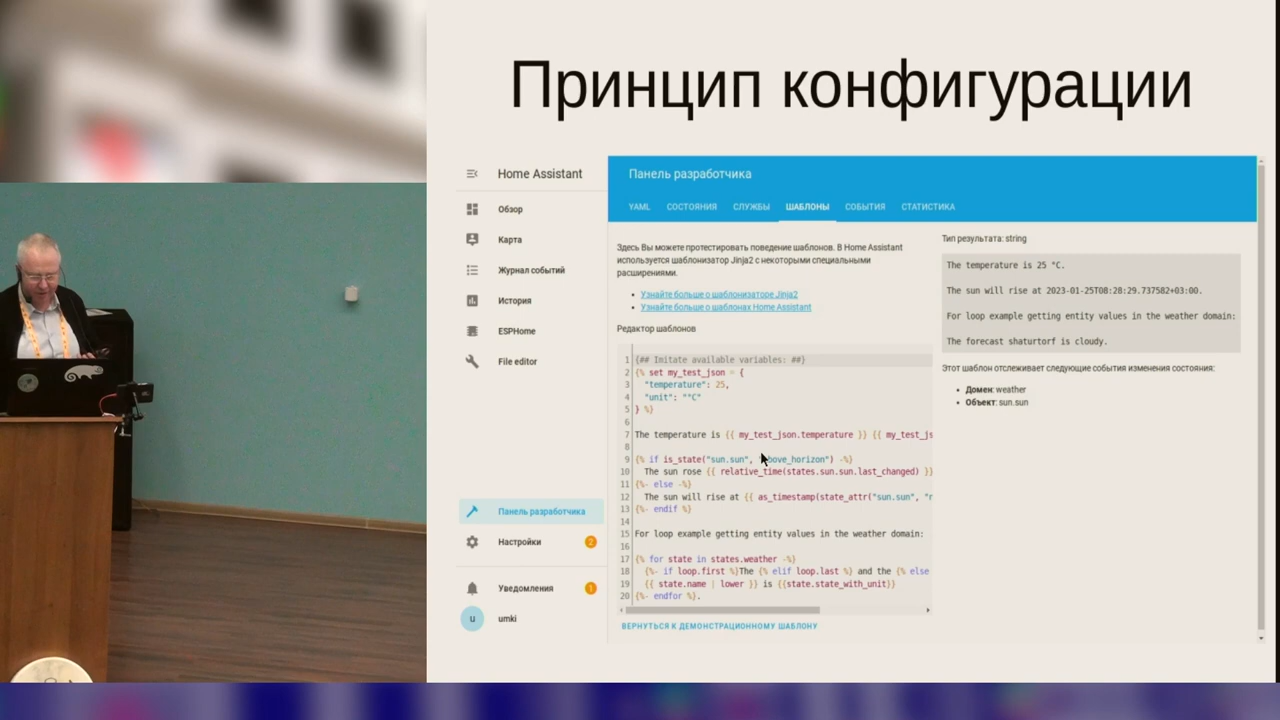 Принцип конфигурации
Home Assistant
Обзор
Карта
Журнал событий
История
ESPHome
File editor
Панель разработчика
Настройки
2
Уведомления
1
u
umki
Панель разработчика
YAML СОСТОЯНИЯ СЛУЖБЫ ШАБЛОНЫ СОБЫТИЯ СТАТИСТИКА
Здесь Вы можете протестировать поведение шаблонов. В Home Assistant
используется шаблонизатор Jinja2 с некоторыми специальными
расширениями.
• Узнайте больше о шаблонизаторе Jinja2
• Узнайте больше о шаблонах Home Assistant
Редактор шаблонов
1 {## Imitate available variables: ##}
2 {% set my_test_json = {
3 "temperature": 25,
4 "unit": "°C"
5 } %}
6
7 The temperature is {{ my_test_json.temperature }} {{ my_test_js
8
9 {% if is_state("sun.sun", "above_horizon") -%}
10 The sun rose {{ relative_time(states.sun.sun.last_changed) }}
11 {%- else -%}
12 The sun will rise at {{ as_timestamp(state_attr("sun.sun", "n
13 {%- endif %}
14
15 For loop example getting entity values in the weather domain:
16
17 {% for state in states.weather -%}
18 {%- if loop.first %}The {% elif loop.last %} and the {% else
19 {{ state.name | lower }} is {{state.state_with_unit}}
20 {%- endfor %}.
ВЕРНУТЬСЯ К ДЕМОНСТРАЦИОННОМУ ШАБЛОНУ
Тип результата: string
The temperature is 25 °C.
The sun will rise at 2023-01-25T08:28:29.737582+03:00.
For loop example getting entity values in the weather domain:
The forecast shaturtorf is cloudy.
Этот шаблон отслеживает следующие события изменения состояния:
• Домен: weather
• Объект: sun.sun